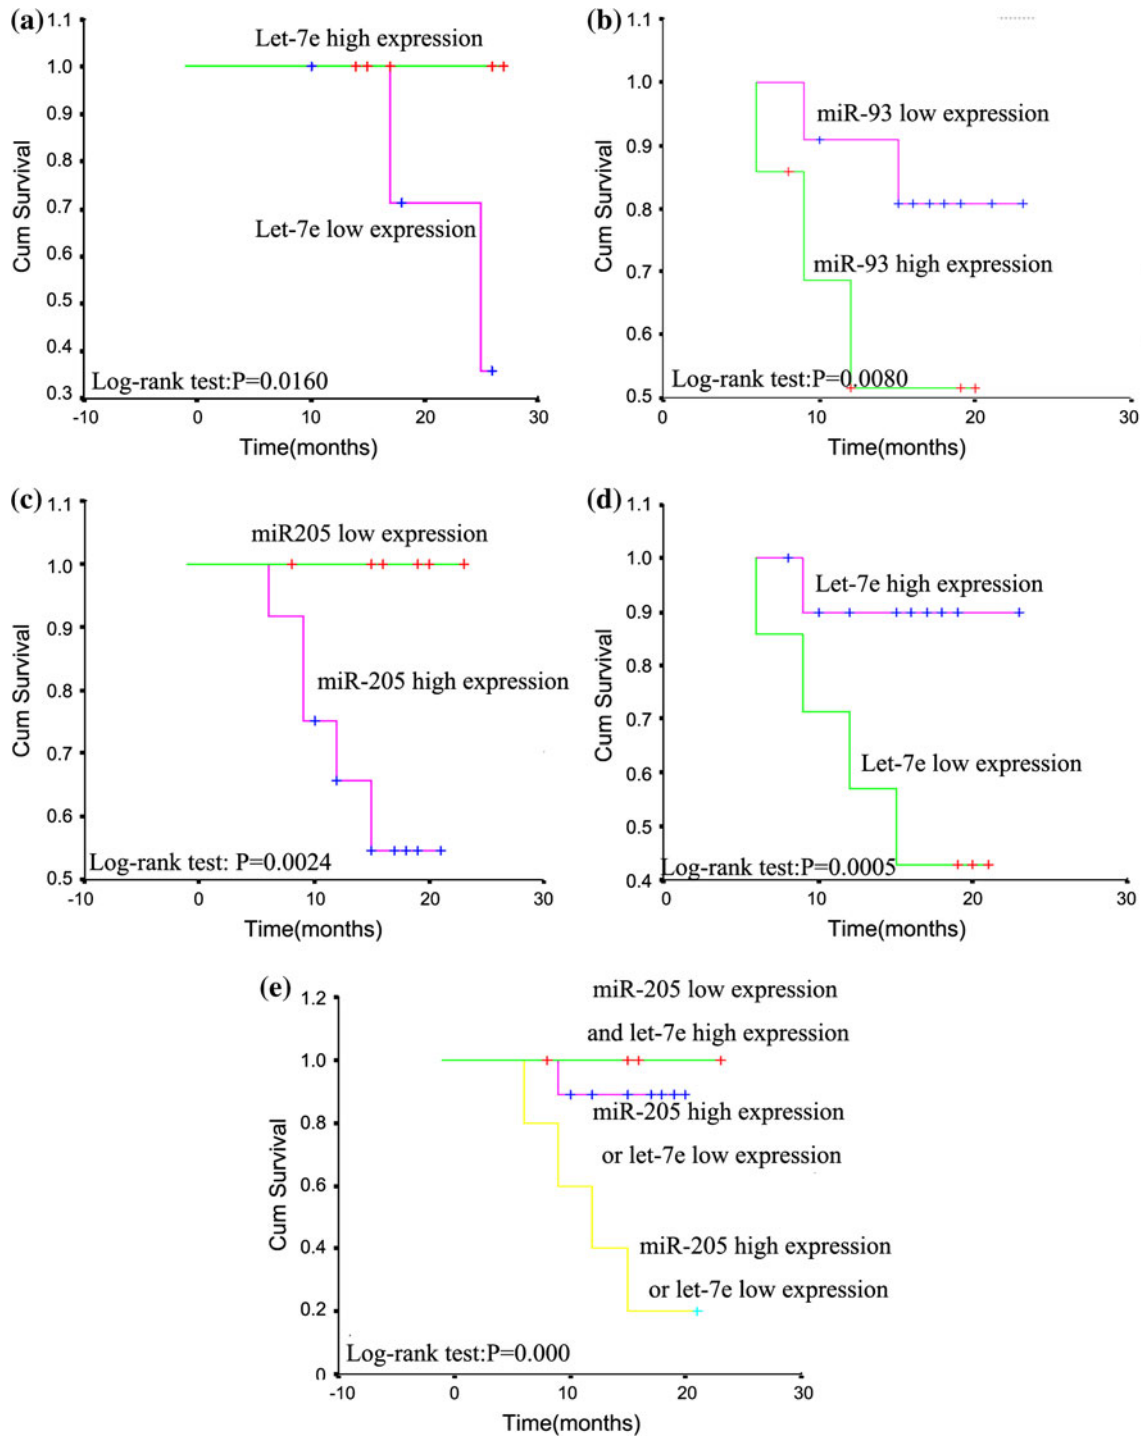 (a)
1.1
1.0
0.9
0.8
0.7
0.6
0.5
0.4
0.3
Cum Survival
Let-7e high expression
Let-7e low expression
Log-rank test:P=0.0160
-10
0
10
20
30
Time(months)
(b)
1.1
1.0
0.9
0.8
0.7
0.6
0.5
Cum Survival
miR-93 low expression
miR-93 high expression
Log-rank test:P=0.0080
0
10
20
30
Time(months)
(c)
1.1
1.0
0.9
0.8
0.7
0.6
0.5
Cum Survival
miR205 low expression
miR-205 high expression
Log-rank test: P=0.0024
-10
0
10
20
30
Time(months)
(d)
1.1
1.0
0.9
0.8
0.7
0.6
0.5
0.4
Cum Survival
Let-7e high expression
Let-7e low expression
Log-rank test:P=0.0005
0
10
20
30
Time(months)
(e)
1.2
1.0
0.8
0.6
0.4
0.2
0
Cum Survival
miR-205 low expression
and let-7e high expression
miR-205 high expression
or let-7e low expression
miR-205 high expression
or let-7e low expression
Log-rank test:P=0.000
-10
0
10
20
30
Time(months)